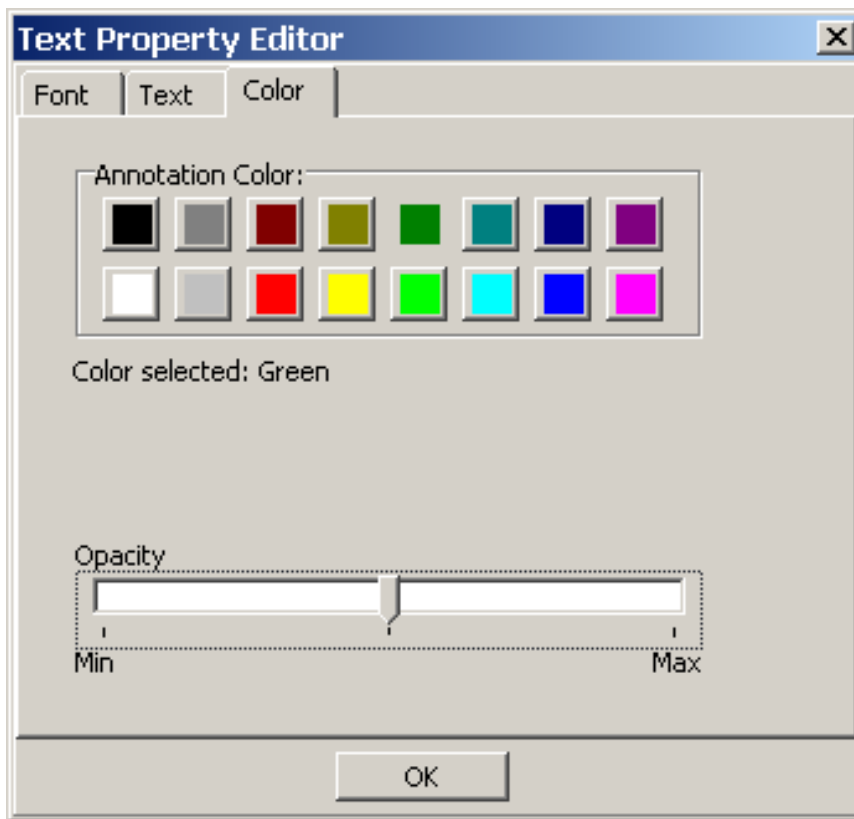 Text Property Editor
Font Text Color
Annotation Color:
Color selected: Green
Opacity
Min Max
OK